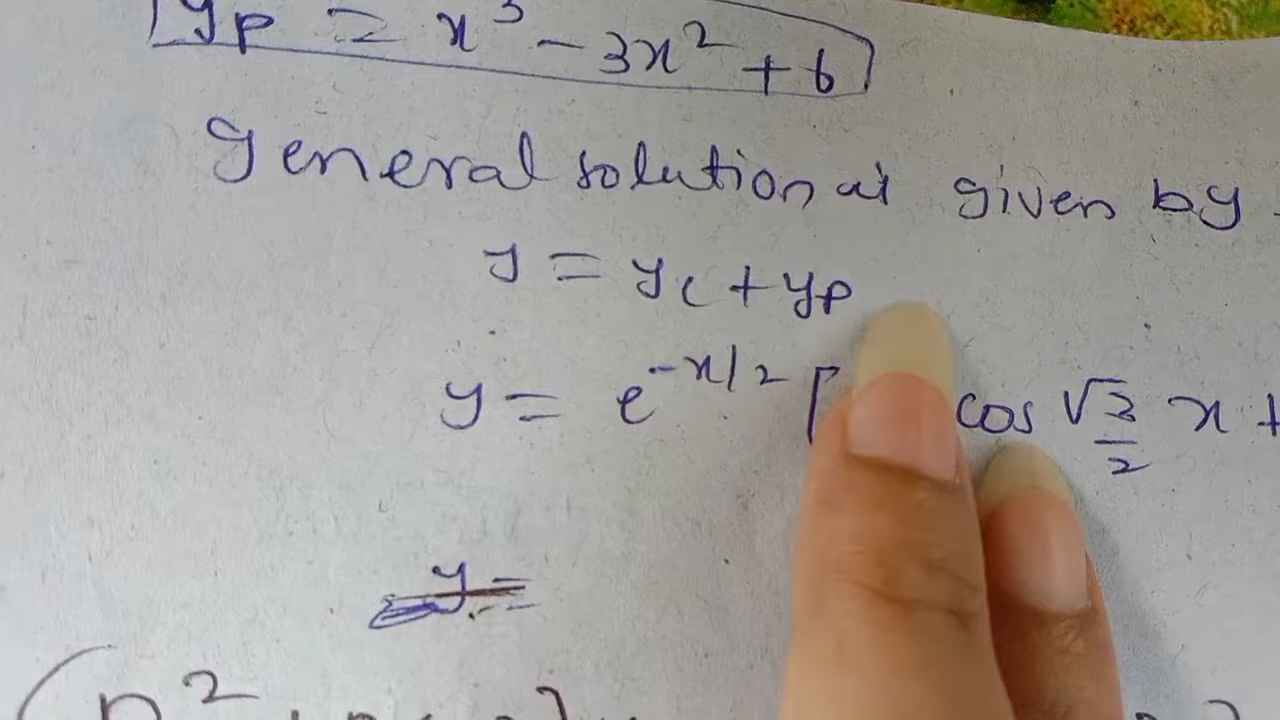 yp = x³ - 3x² + 6
General solution is given by
y = yc + yp
y = e^-x/2 [ cos √3/2 x +
y =